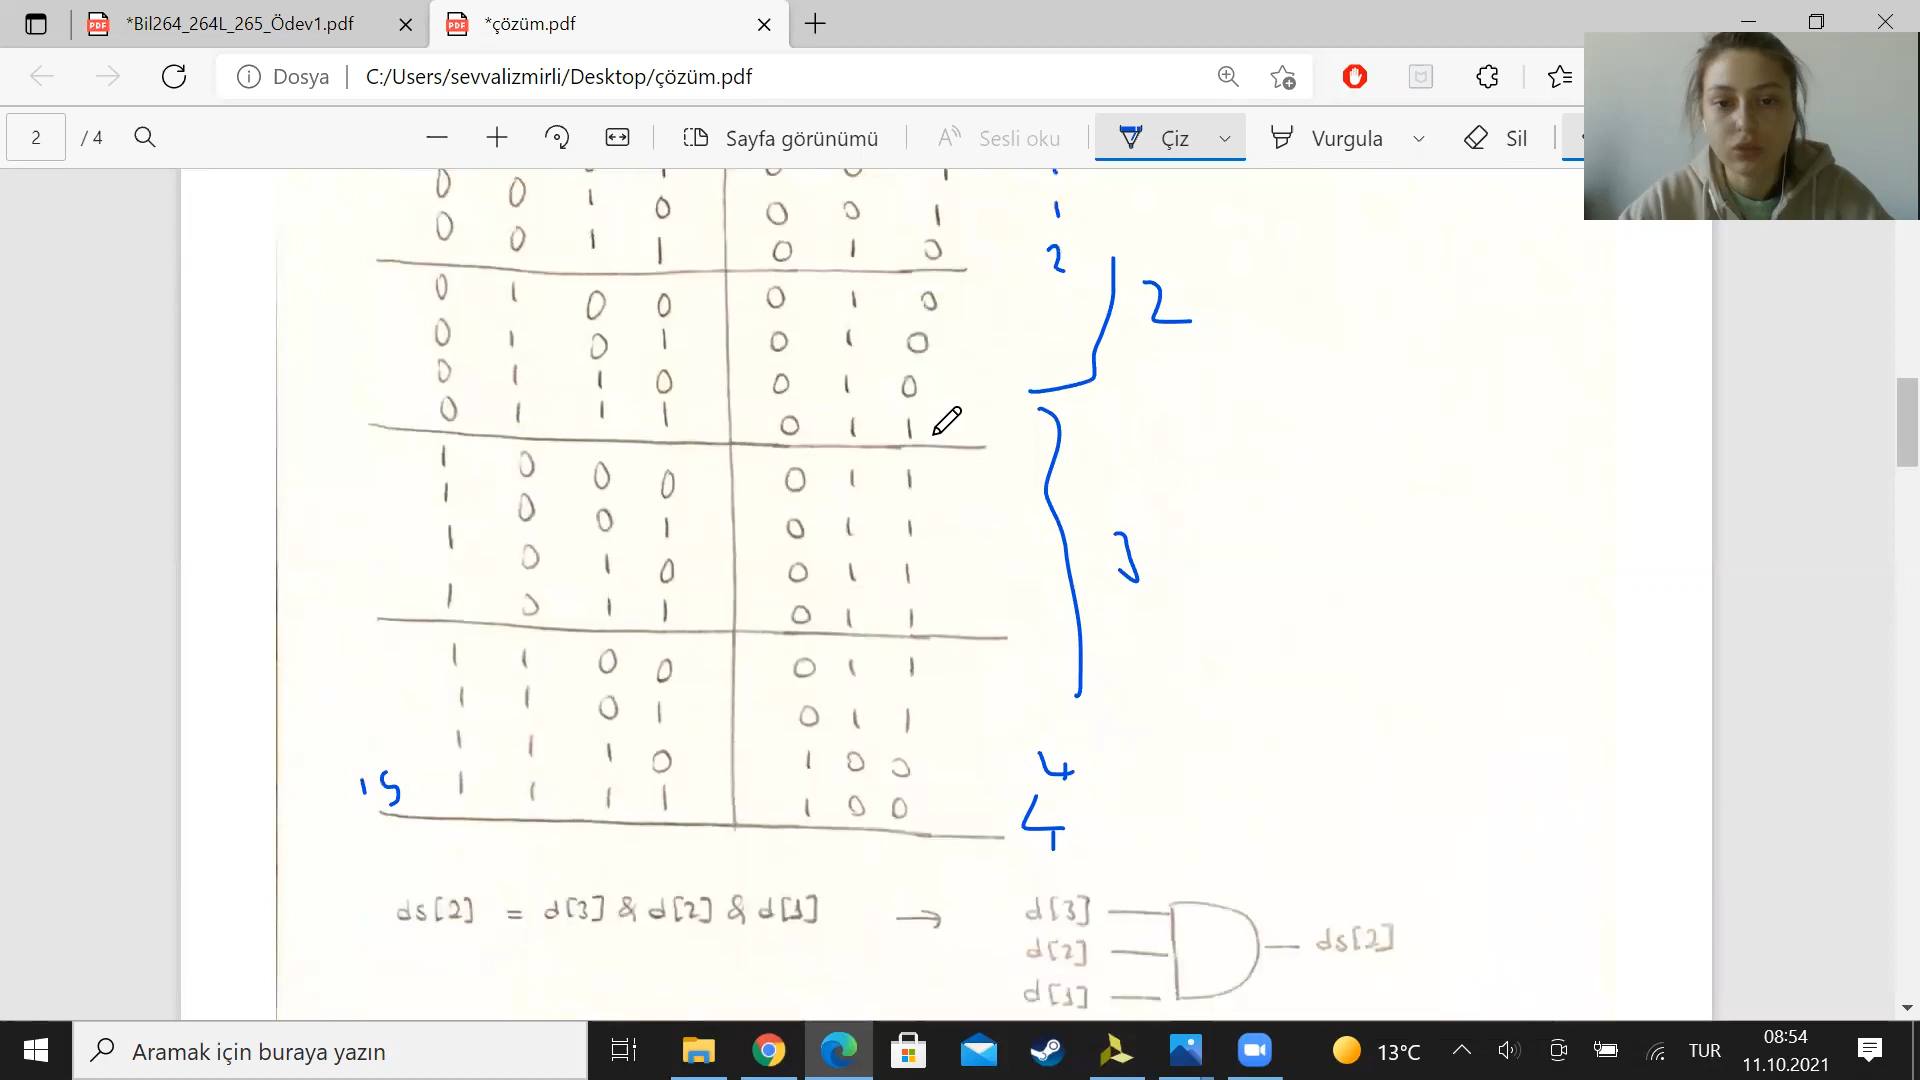 *Bil264_264L_265_Ödev1.pdf
*çözüm.pdf
Dosya
C:/Users/sevvalizmirli/Desktop/çözüm.pdf
2 / 4
Sayfa görünümü
Sesli oku
Çiz
Vurgula
Sil
0 0 1 0 0 0 1 1
0 0 1 1 0 1 0 2
0 1 0 0 0 1 0 2
0 1 0 1 0 1 0
0 1 1 0 0 1 0
0 1 1 1 0 1 1
1 0 0 0 0 1 1
1 0 0 1 0 1 1
1 0 1 0 0 1 1 3
1 0 1 1 0 1 1
1 1 0 0 0 1 1
1 1 0 1 0 1 1
1 1 1 0 1 0 0 4
15 1 1 1 1 1 0 0 4
ds[2] = d[3] & d[2] & d[1] →
d[3]
d[2] ds[2]
d[1]
Aramak için buraya yazın
13°C
TUR
08:54
11.10.2021